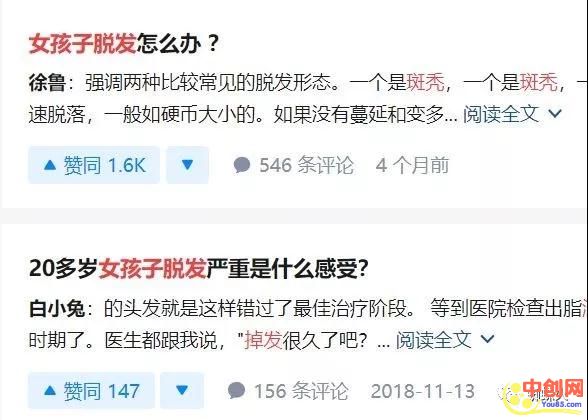 女孩子脱发怎么办？
徐鲁：强调两种比较常见的脱发形态。一个是斑秃，一个是斑秃，一
速脱落，一般如硬币大小的。如果没有蔓延和变多... 阅读全文
赞同 1.6K 546 条评论 4 个月前
20多岁女孩子脱发严重是什么感受?
白小兔：的头发就是这样错过了最佳治疗阶段。 等到医院检查出脂
时期了。医生都跟我说，"掉发很久了吧？... 阅读全文
赞同 147 156 条评论 2018-11-13
中创网
You85.com